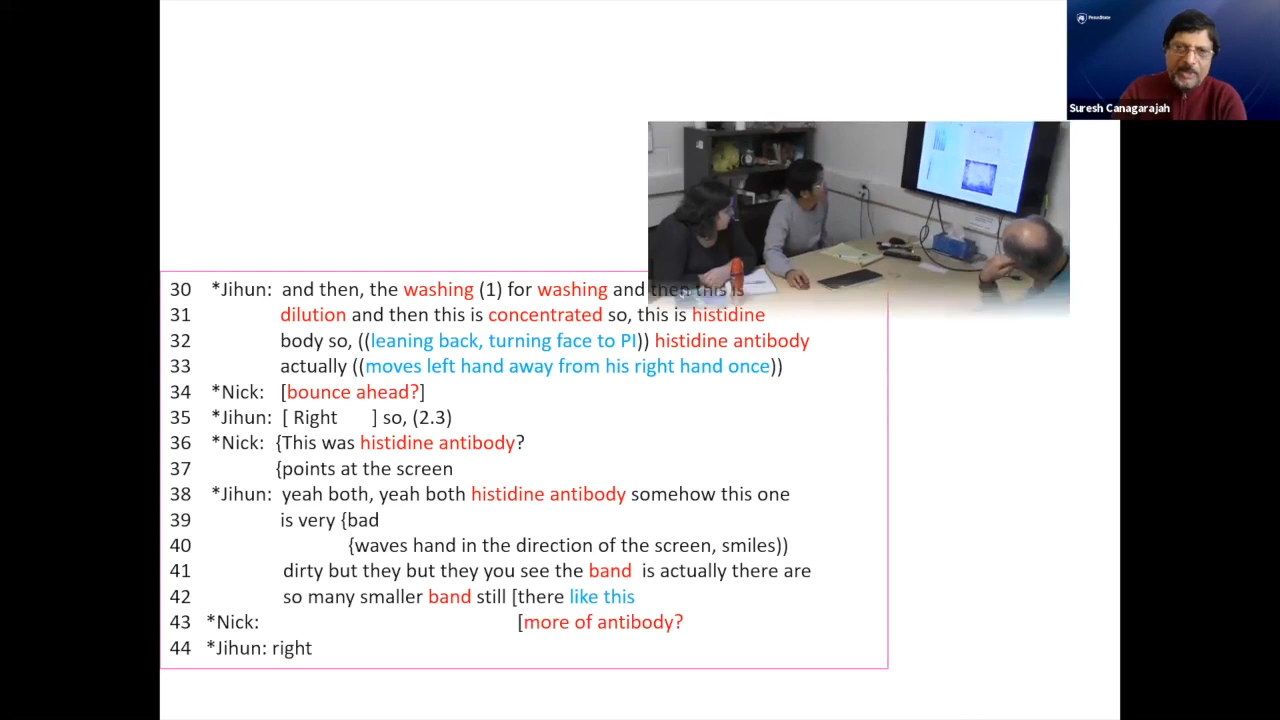 PennState
Suresh Canagarajah
30 *Jihun: and then, the washing (1) for washing and then this is
31 dilution and then this is concentrated so, this is histidine
32 body so, ((leaning back, turning face to PI)) histidine antibody
33 actually ((moves left hand away from his right hand once))
34 *Nick: [bounce ahead?]
35 *Jihun: [ Right ] so, (2.3)
36 *Nick: {This was histidine antibody?
37 {points at the screen
38 *Jihun: yeah both, yeah both histidine antibody somehow this one
39 is very {bad
40 {waves hand in the direction of the screen, smiles))
41 dirty but they but they you see the band is actually there are
42 so many smaller band still [there like this
43 *Nick: [more of antibody?
44 *Jihun: right